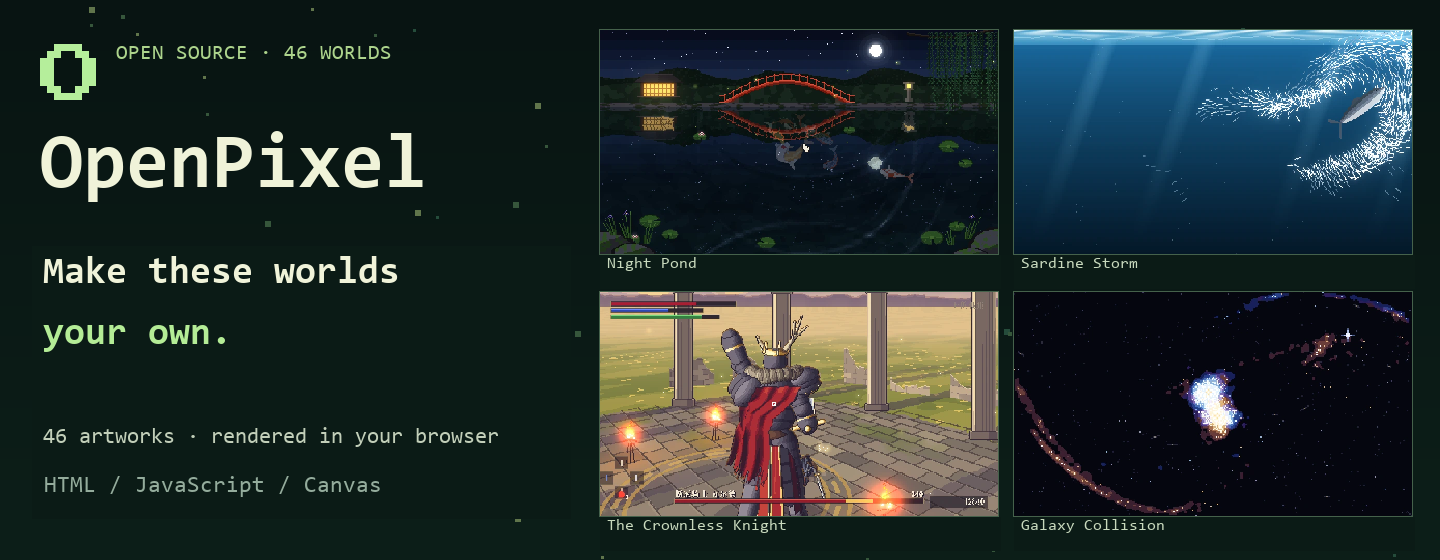 OPEN SOURCE · 46 WORLDS
OpenPixel
Make these worlds
your own.
46 artworks · rendered in your browser
HTML / JavaScript / Canvas
Night Pond
Sardine Storm
The Crownless Knight
Galaxy Collision